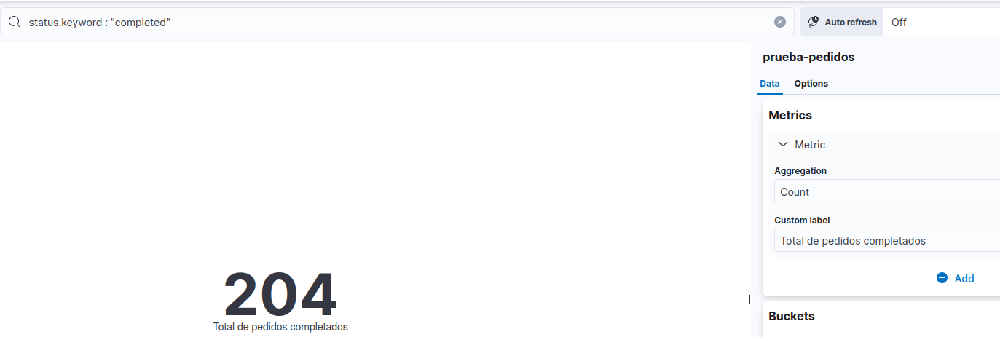 status.keyword : "completed"
Auto refresh
Off
prueba-pedidos
Data
Options
Metrics
Metric
Aggregation
Count
Custom label
Total de pedidos completados
Add
204
Total de pedidos completados
Buckets